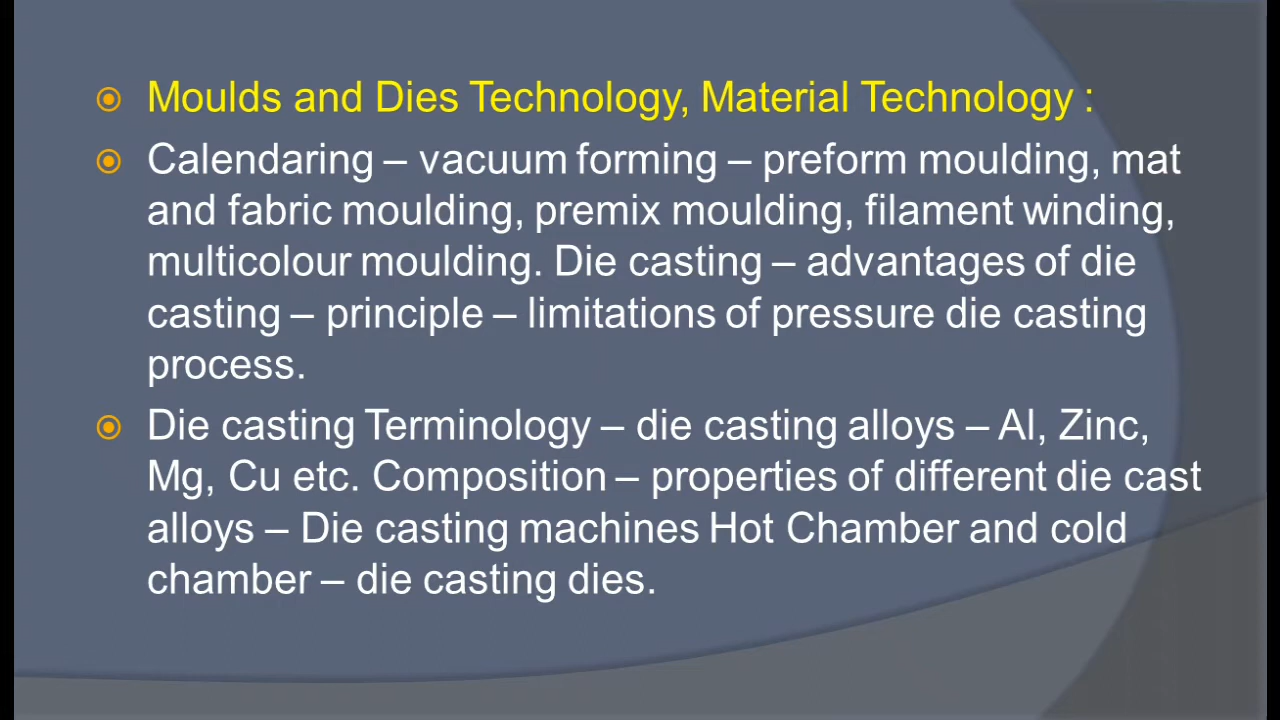 Moulds and Dies Technology, Material Technology :
Calendaring – vacuum forming – preform moulding, mat
and fabric moulding, premix moulding, filament winding,
multicolour moulding. Die casting – advantages of die
casting – principle – limitations of pressure die casting
process.
Die casting Terminology – die casting alloys – Al, Zinc,
Mg, Cu etc. Composition – properties of different die cast
alloys – Die casting machines Hot Chamber and cold
chamber – die casting dies.